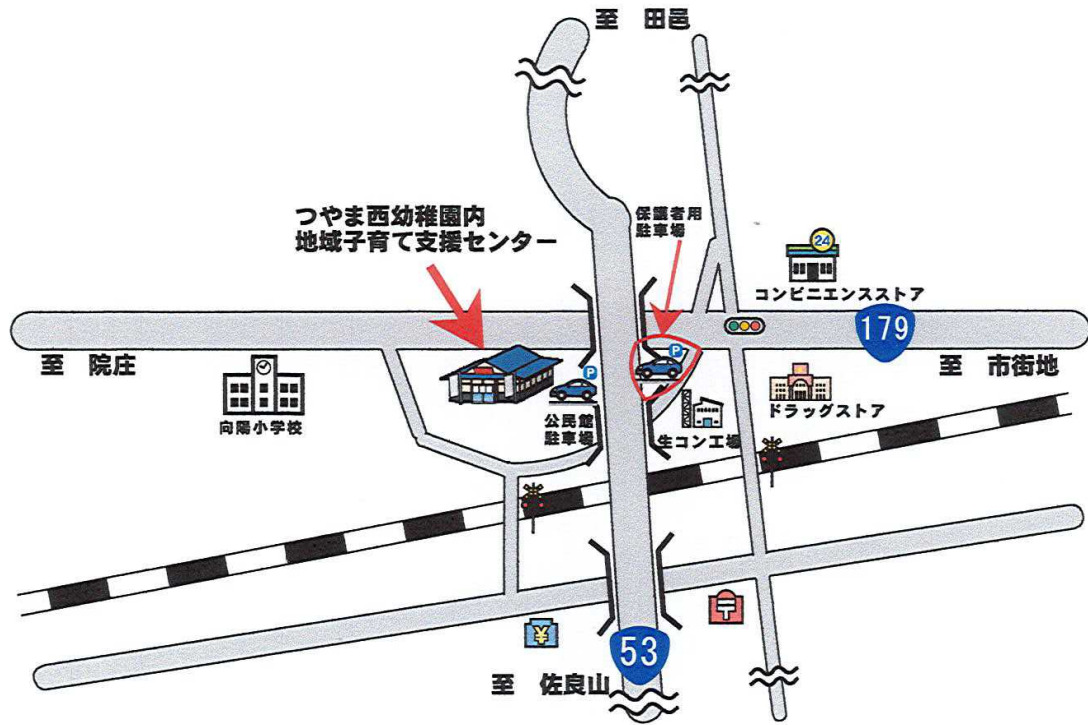 至 田邑
つやま西幼稚園内
地域子育て支援センター
保護者用
駐車場
24
コンビニエンスストア
179
至 院庄
至 市街地
P
P
向陽小学校
公民館
駐車場
生コン工場
ドラッグストア
¥
〒
53
至 佐良山